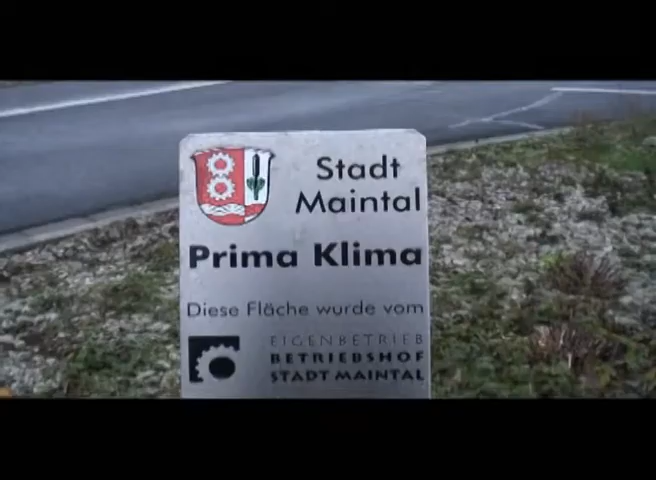 Stadt
Maintal
Prima Klima
Diese Fläche wurde vom
EIGENBETRIEB
BETRIEBSHOF
STADT MAINTAL